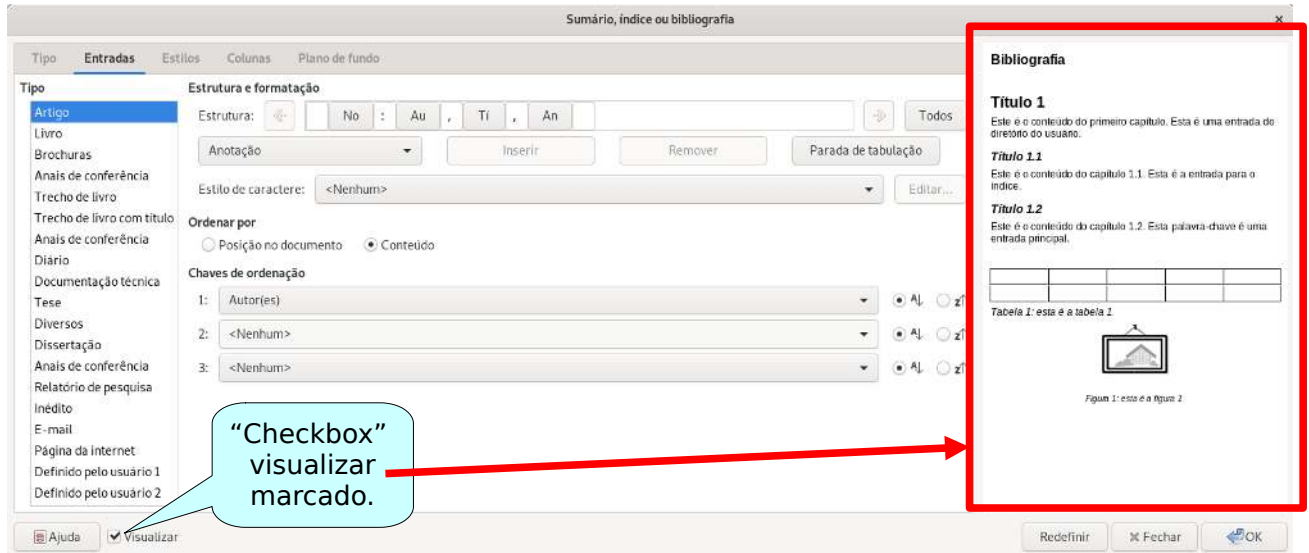 Sumário, índice ou bibliografia
×
Tipo Entradas Estilos Colunas Plano de fundo
Tipo
Artigo
Livro
Brochuras
Anais de conferência
Trecho de livro
Trecho de livro com título
Anais de conferência
Diário
Documentação técnica
Tese
Diversos
Dissertação
Anais de conferência
Relatório de pesquisa
Inédito
E-mail
Página da internet
Definido pelo usuário 1
Definido pelo usuário 2
Estrutura e formatação
Estrutura: No : Au , Tí , An Todos
Anotação Inserir Remover Parada de tabulação
Estilo de caractere: <Nenhum> Editar...
Ordenar por
Posição no documento Conteúdo
Chaves de ordenação
1: Autor(es)
2: <Nenhum>
3: <Nenhum>
“Checkbox”
visualizar
marcado.
Bibliografia
Título 1
Este é o conteúdo do primeiro capítulo. Esta é uma entrada do
diretório do usuário.
Título 1.1
Este é o conteúdo do capítulo 1.1. Esta é a entrada para o
índice.
Título 1.2
Este é o conteúdo do capítulo 1.2. Esta palavra-chave é uma
entrada principal.
Tabela 1: esta é a tabela 1
Figura 1: esta é a figura 1
Ajuda Visualizar Redefinir Fechar OK